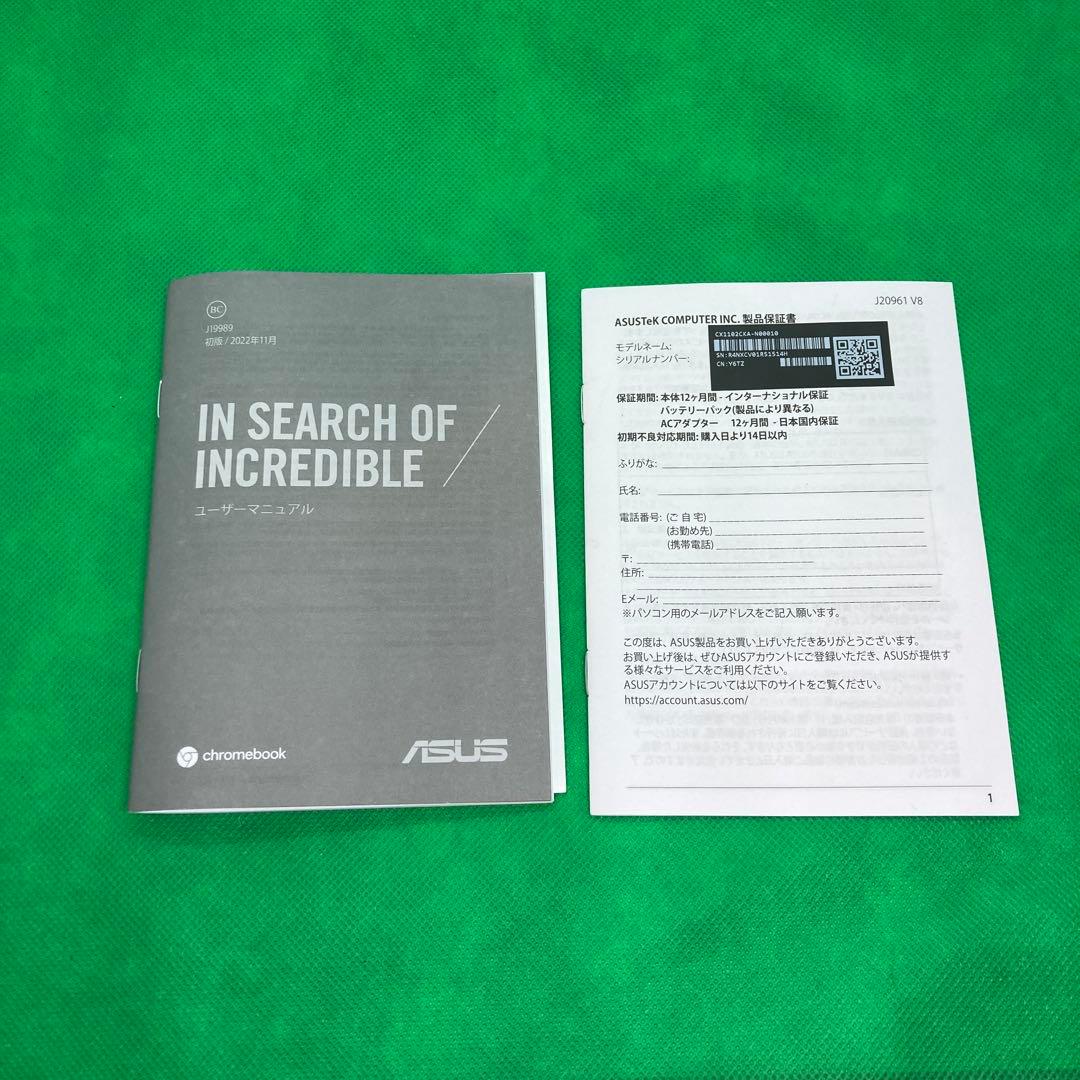 BC
J19989
初版 / 2022年11月
IN SEARCH OF
INCREDIBLE
ユーザーマニュアル
chromebook
ASUS
J20961 V8
ASUSTeK COMPUTER INC. 製品保証書
モデルネーム:
シリアルナンバー:
CX1102CKA-N00010
SN:R4NXCV01R51514H
CN:Y6TZ
保証期間: 本体12ヶ月間 - インターナショナル保証
バッテリーパック(製品により異なる)
ACアダプター 12ヶ月間 - 日本国内保証
初期不良対応期間: 購入日より14日以内
ふりがな:
氏名:
電話番号: (ご 自 宅)
(お勤め先)
(携帯電話)
〒:
住所:
Eメール:
※パソコン用のメールアドレスをご記入願います。
この度は、ASUS製品をお買い上げいただきありがとうございます。
お買い上げ後は、ぜひASUSアカウントにご登録いただき、ASUSが提供す
る様々なサービスをご利用ください。
ASUSアカウントについては以下のサイトをご覧ください。
https://account.asus.com/
1